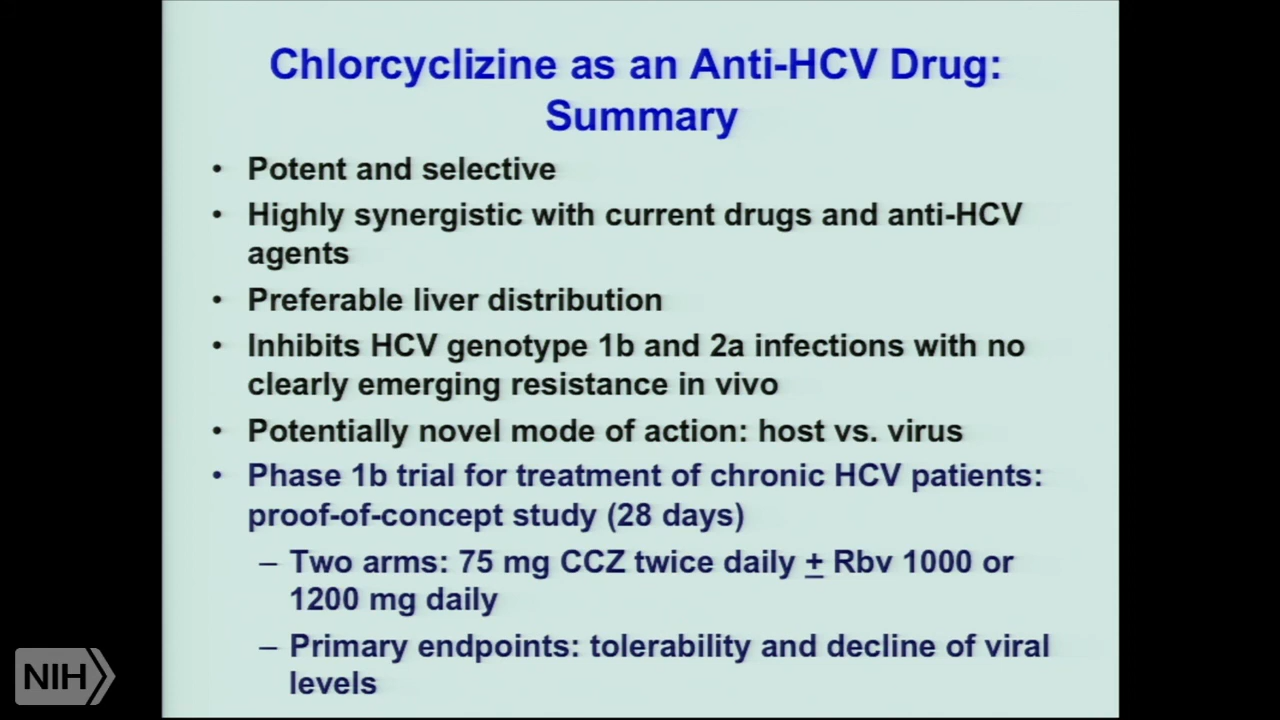 Chlorcyclizine as an Anti-HCV Drug:
Summary
• Potent and selective
• Highly synergistic with current drugs and anti-HCV
agents
• Preferable liver distribution
• Inhibits HCV genotype 1b and 2a infections with no
clearly emerging resistance in vivo
• Potentially novel mode of action: host vs. virus
• Phase 1b trial for treatment of chronic HCV patients:
proof-of-concept study (28 days)
– Two arms: 75 mg CCZ twice daily ± Rbv 1000 or
1200 mg daily
– Primary endpoints: tolerability and decline of viral
levels
NIH